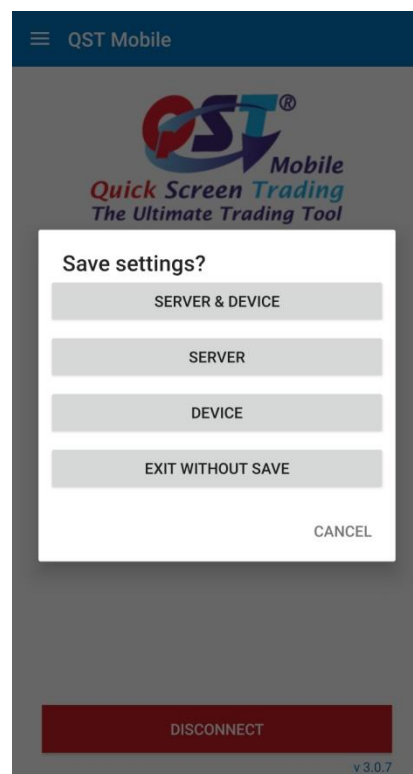 QST Mobile
QST®
Mobile
Quick Screen Trading
The Ultimate Trading Tool
Save settings?
SERVER & DEVICE
SERVER
DEVICE
EXIT WITHOUT SAVE
CANCEL
DISCONNECT
v 3.0.7